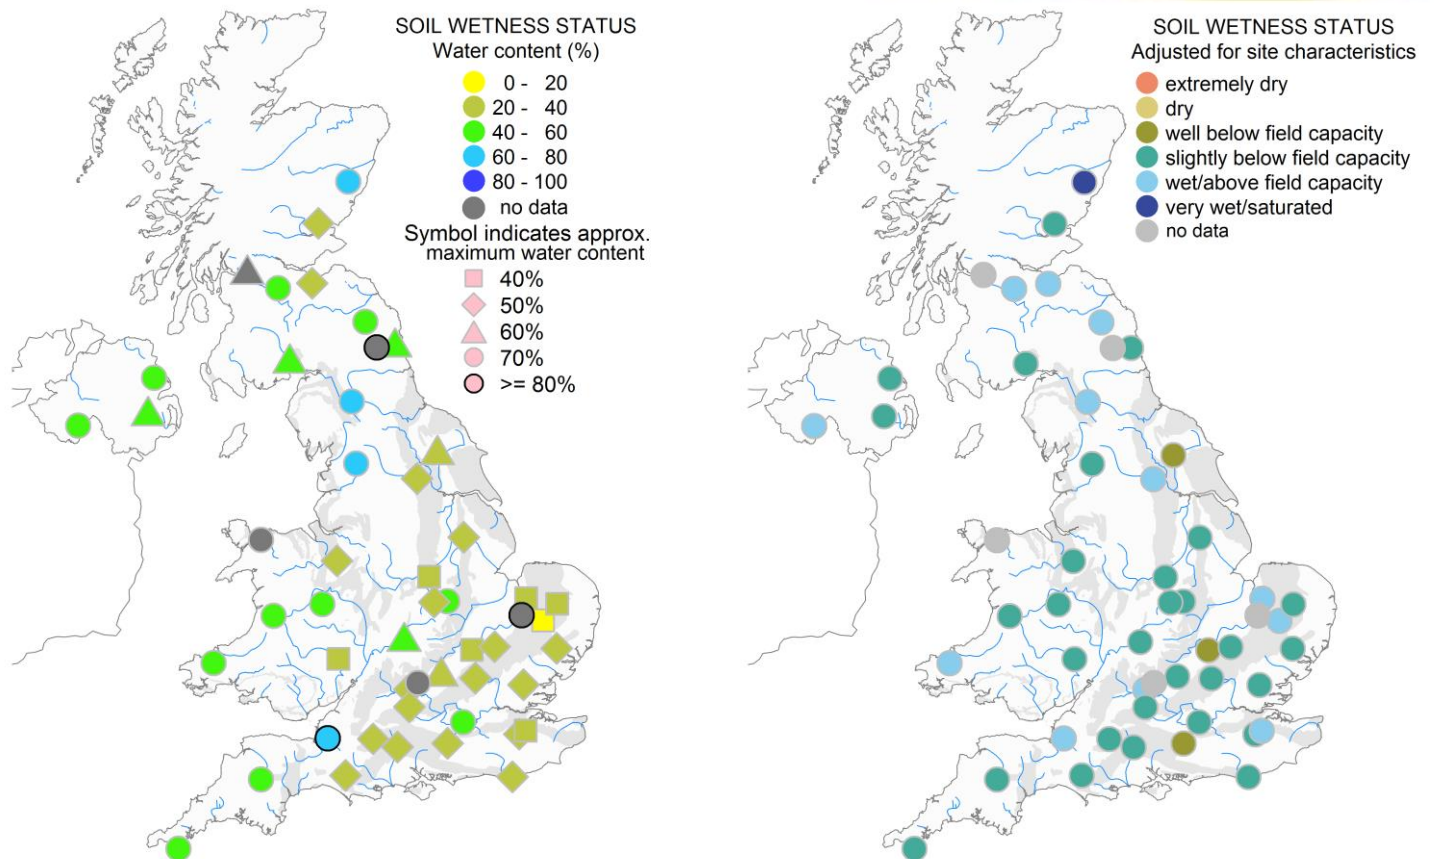 SOIL WETNESS STATUS
Water content (%)
0 - 20
20 - 40
40 - 60
60 - 80
80 - 100
no data
Symbol indicates approx.
maximum water content
40%
50%
60%
70%
>= 80%
SOIL WETNESS STATUS
Adjusted for site characteristics
extremely dry
dry
well below field capacity
slightly below field capacity
wet/above field capacity
very wet/saturated
no data